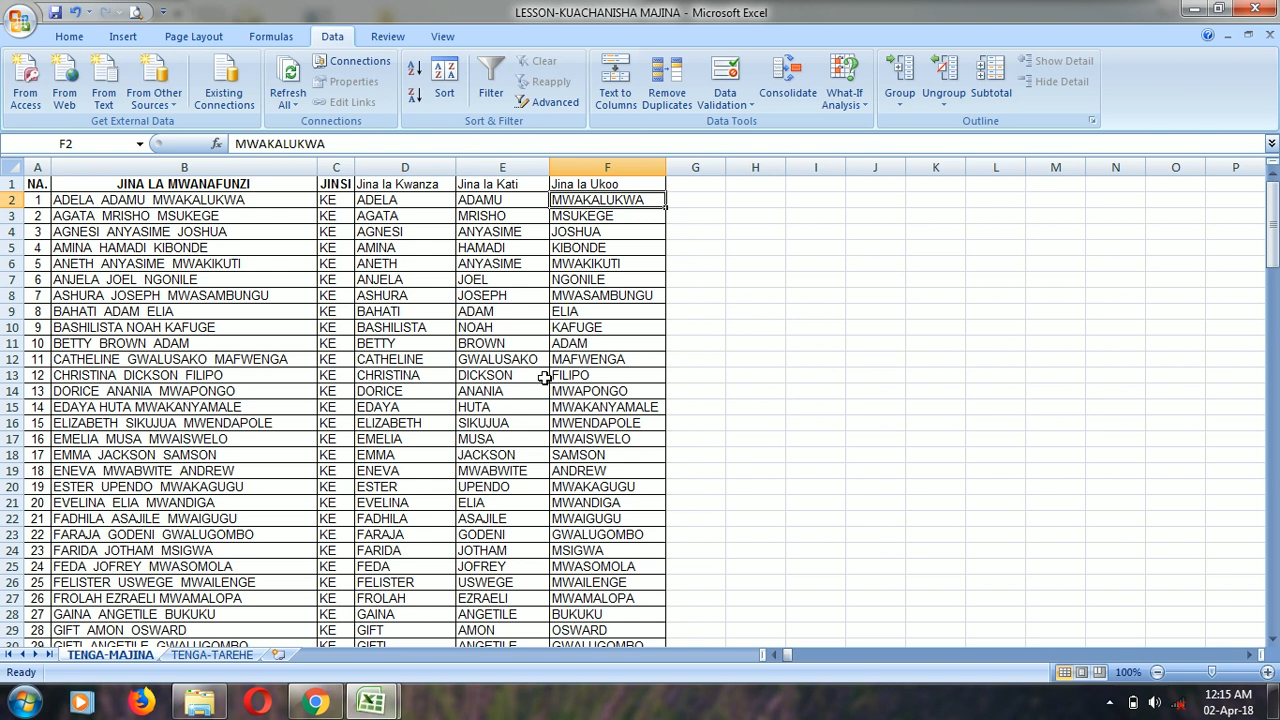 LESSON-KUACHANISHA MAJINA - Microsoft Excel
Home Insert Page Layout Formulas Data Review View
From Access From Web From Text From Other Sources Existing Connections Get External Data
Refresh All Connections Properties Edit Links Connections
Sort Filter Clear Reapply Advanced Sort & Filter
Text to Columns Remove Duplicates Data Validation Consolidate What-If Analysis Data Tools
Group Ungroup Subtotal Show Detail Hide Detail Outline
F2 fx MWAKALUKWA
A B C D E F G H I J K L M N O P
1 NA. JINA LA MWANAFUNZI JINSI Jina la Kwanza Jina la Kati Jina la Ukoo
2 1 ADELA ADAMU MWAKALUKWA KE ADELA ADAMU MWAKALUKWA
3 2 AGATA MRISHO MSUKEGE KE AGATA MRISHO MSUKEGE
4 3 AGNESI ANYASIME JOSHUA KE AGNESI ANYASIME JOSHUA
5 4 AMINA HAMADI KIBONDE KE AMINA HAMADI KIBONDE
6 5 ANETH ANYASIME MWAKIKUTI KE ANETH ANYASIME MWAKIKUTI
7 6 ANJELA JOEL NGONILE KE ANJELA JOEL NGONILE
8 7 ASHURA JOSEPH MWASAMBUNGU KE ASHURA JOSEPH MWASAMBUNGU
9 8 BAHATI ADAM ELIA KE BAHATI ADAM ELIA
10 9 BASHILISTA NOAH KAFUGE KE BASHILISTA NOAH KAFUGE
11 10 BETTY BROWN ADAM KE BETTY BROWN ADAM
12 11 CATHELINE GWALUSAKO MAFWENGA KE CATHELINE GWALUSAKO MAFWENGA
13 12 CHRISTINA DICKSON FILIPO KE CHRISTINA DICKSON FILIPO
14 13 DORICE ANANIA MWAPONGO KE DORICE ANANIA MWAPONGO
15 14 EDAYA HUTA MWAKANYAMALE KE EDAYA HUTA MWAKANYAMALE
16 15 ELIZABETH SIKUJUA MWENDAPOLE KE ELIZABETH SIKUJUA MWENDAPOLE
17 16 EMELIA MUSA MWAISWELO KE EMELIA MUSA MWAISWELO
18 17 EMMA JACKSON SAMSON KE EMMA JACKSON SAMSON
19 18 ENEVA MWABWITE ANDREW KE ENEVA MWABWITE ANDREW
20 19 ESTER UPENDO MWAKAGUGU KE ESTER UPENDO MWAKAGUGU
21 20 EVELINA ELIA MWANDIGA KE EVELINA ELIA MWANDIGA
22 21 FADHILA ASAJILE MWAIGUGU KE FADHILA ASAJILE MWAIGUGU
23 22 FARAJA GODENI GWALUGOMBO KE FARAJA GODENI GWALUGOMBO
24 23 FARIDA JOTHAM MSIGWA KE FARIDA JOTHAM MSIGWA
25 24 FEDA JOFREY MWASOMOLA KE FEDA JOFREY MWASOMOLA
26 25 FELISTER USWEGE MWAILENGE KE FELISTER USWEGE MWAILENGE
27 26 FROLAH EZRAELI MWAMALOPA KE FROLAH EZRAELI MWAMALOPA
28 27 GAINA ANGETILE BUKUKU KE GAINA ANGETILE BUKUKU
29 28 GIFT AMON OSWARD KE GIFT AMON OSWARD
30 29 GIFTI ANGETILE GWALUGOMBO KE GIFTI ANGETILE GWALUGOMBO
TENGA-MAJINA TENGA-TAREHE
Ready 100%
12:15 AM
02-Apr-18